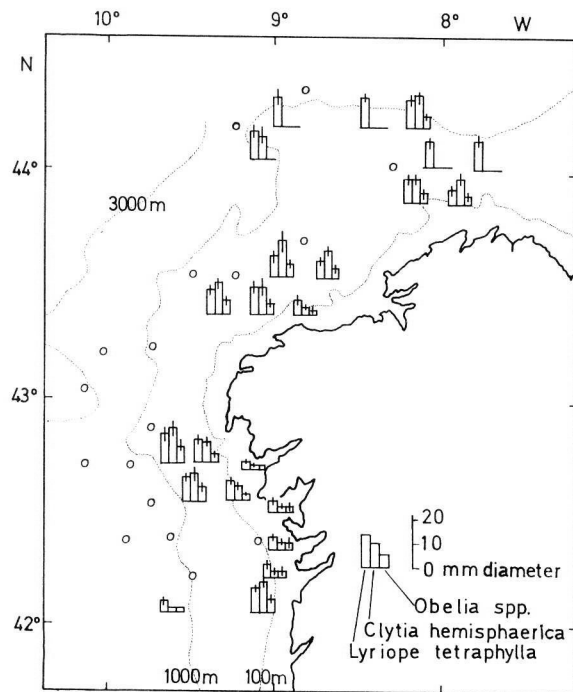 10° 9° 8° W
N
44°
3000m
43°
20
10
0 mm diameter
Obelia spp.
Clytia hemisphaerica
Lyriope tetraphylla
42°
1000m 100m